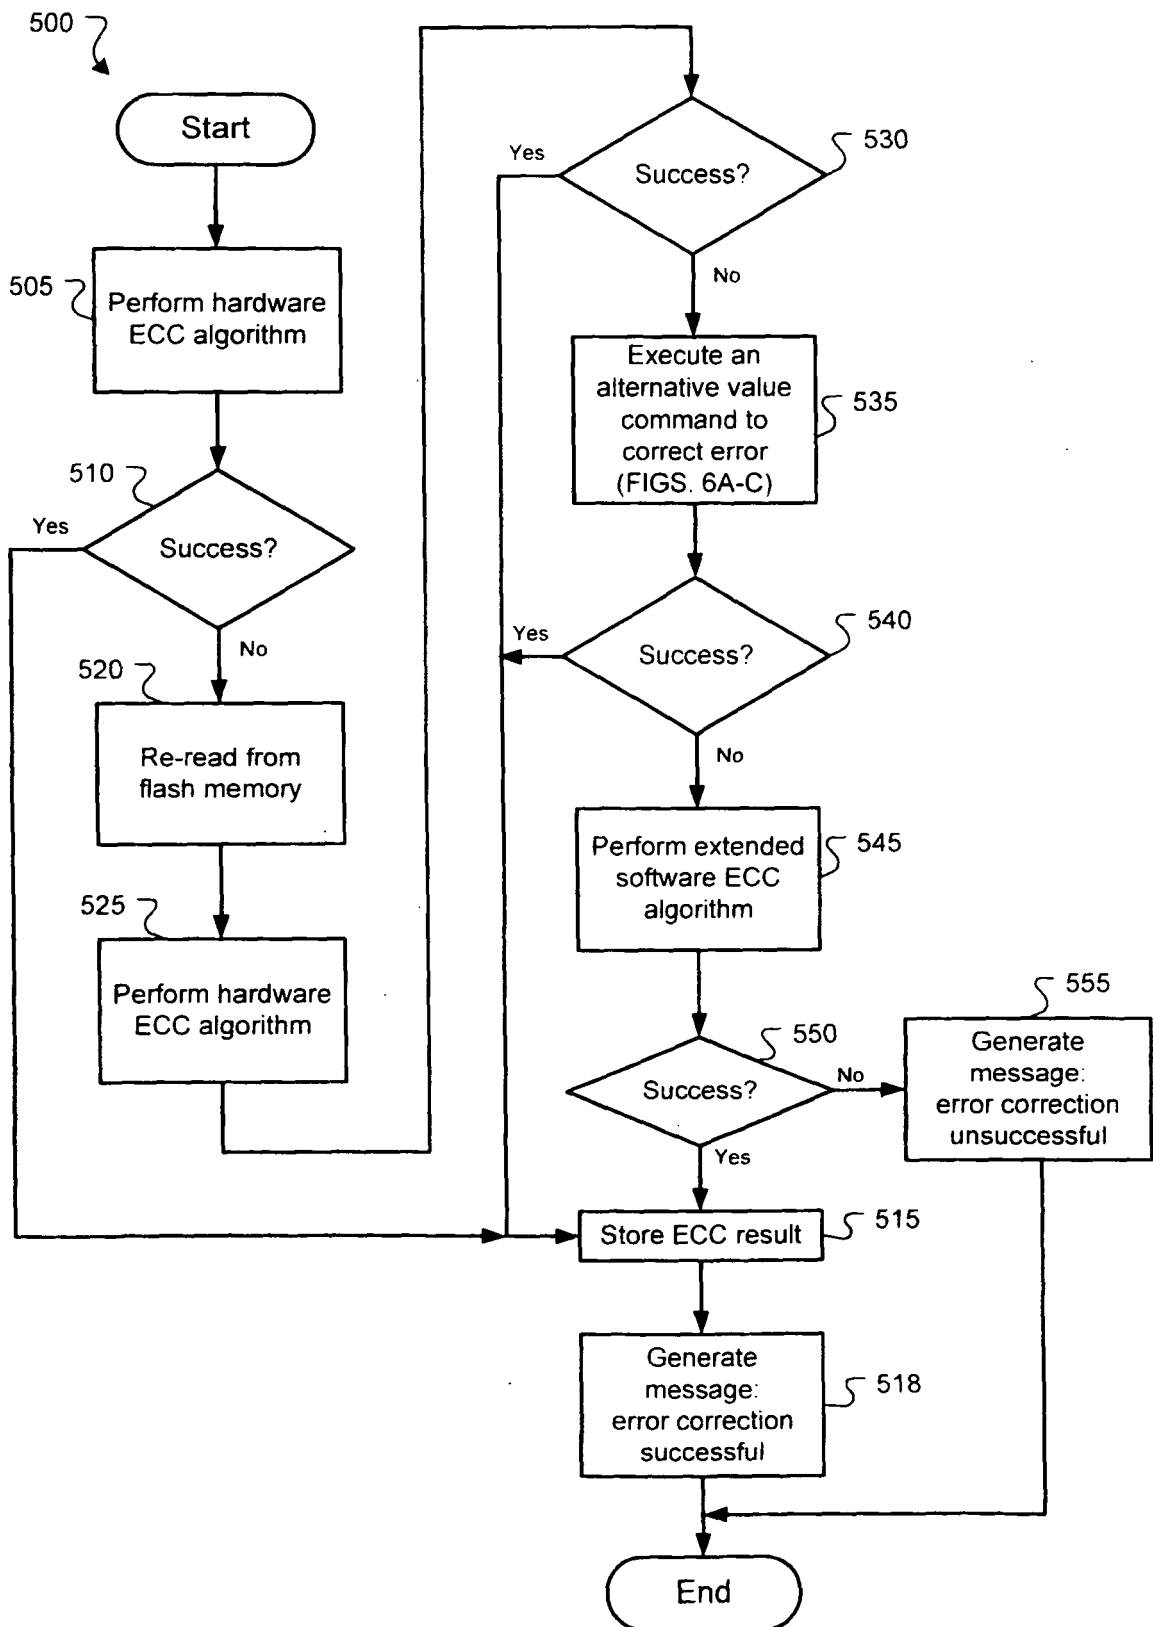 500
Start
505
Perform hardware
ECC algorithm
510
Yes
Success?
No
520
Re-read from
flash memory
525
Perform hardware
ECC algorithm
530
Yes
Success?
No
Execute an
alternative value
command to
correct error
(FIGS. 6A-C)
535
540
Yes
Success?
No
Perform extended
software ECC
algorithm
545
550
Success?
No
Yes
555
Generate
message:
error correction
unsuccessful
Store ECC result
515
Generate
message:
error correction
successful
518
End